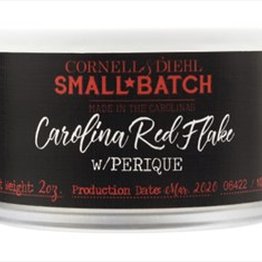 CORNELL & DIEHL
SMALL★BATCH
MADE IN THE CAROLINAS
Carolina Red Flake
W/PERIQUE
t weight: 2oz. Production Date: Mar. 2020 06422 / N